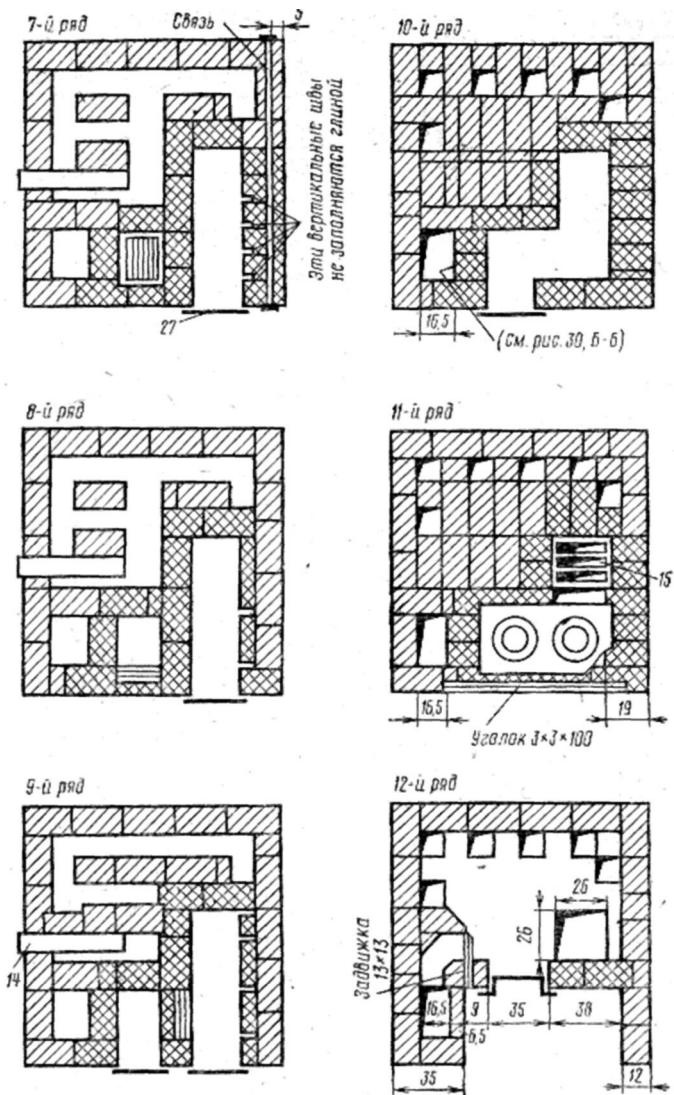 7-й ряд
Связь
Эти вертикальные швы
не заполняются глиной
27
10-й ряд
16,5
(См. рис. 30, Б-Б)
8-й ряд
11-й ряд
15
16,5
19
Уголок 3×3×100
9-й ряд
14
12-й ряд
26
26
Задвижка
13×13
16,5
9
35
38
6,5
35
12